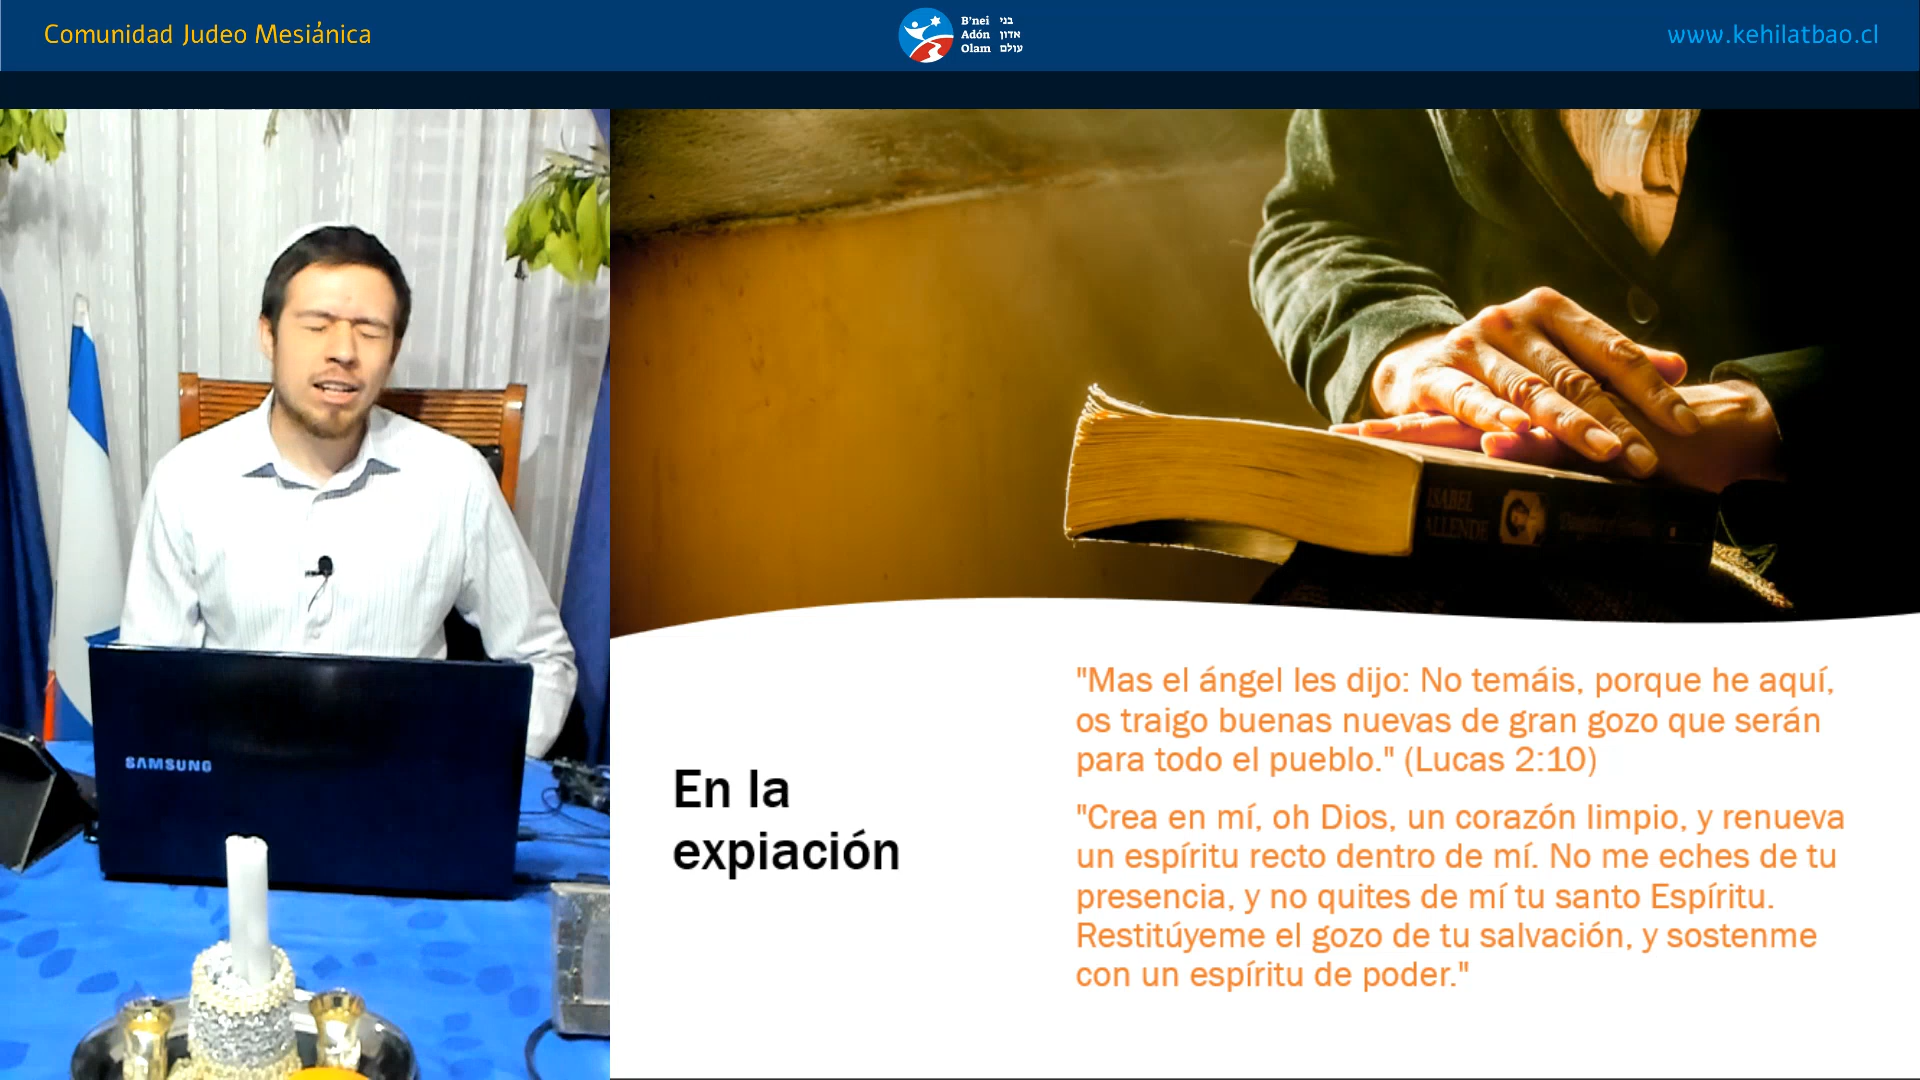 Comunidad Judeo Mesiánica
B'nei בני
Adón אדון
Olam עולם
www.kehilatbao.cl
ISABEL
ALLENDE
SAMSUNG
En la
expiación
"Mas el ángel les dijo: No temáis, porque he aquí,
os traigo buenas nuevas de gran gozo que serán
para todo el pueblo." (Lucas 2:10)
"Crea en mí, oh Dios, un corazón limpio, y renueva
un espíritu recto dentro de mí. No me eches de tu
presencia, y no quites de mí tu santo Espíritu.
Restitúyeme el gozo de tu salvación, y sostenme
con un espíritu de poder."